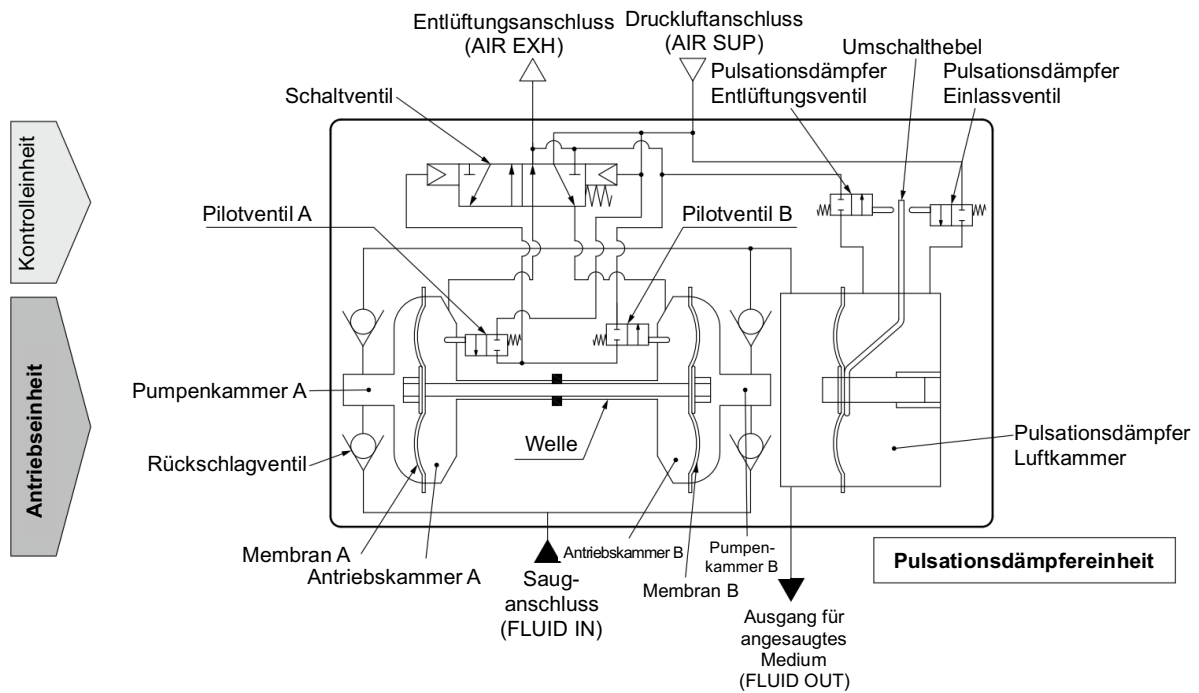 Entlüftungsanschluss
(AIR EXH)
Druckluftanschluss
(AIR SUP)
Umschalthebel
Pulsationsdämpfer
Entlüftungsventil
Pulsationsdämpfer
Einlassventil
Schaltventil
Kontrolleinheit
Pilotventil A
Pilotventil B
Antriebseinheit
Pumpenkammer A
Welle
Rückschlagventil
Pulsationsdämpfer
Luftkammer
Membran A
Antriebskammer A
Saug-
anschluss
(FLUID IN)
Antriebskammer B
Membran B
Pumpen-
kammer B
Pulsationsdämpfereinheit
Ausgang für
angesaugtes
Medium
(FLUID OUT)